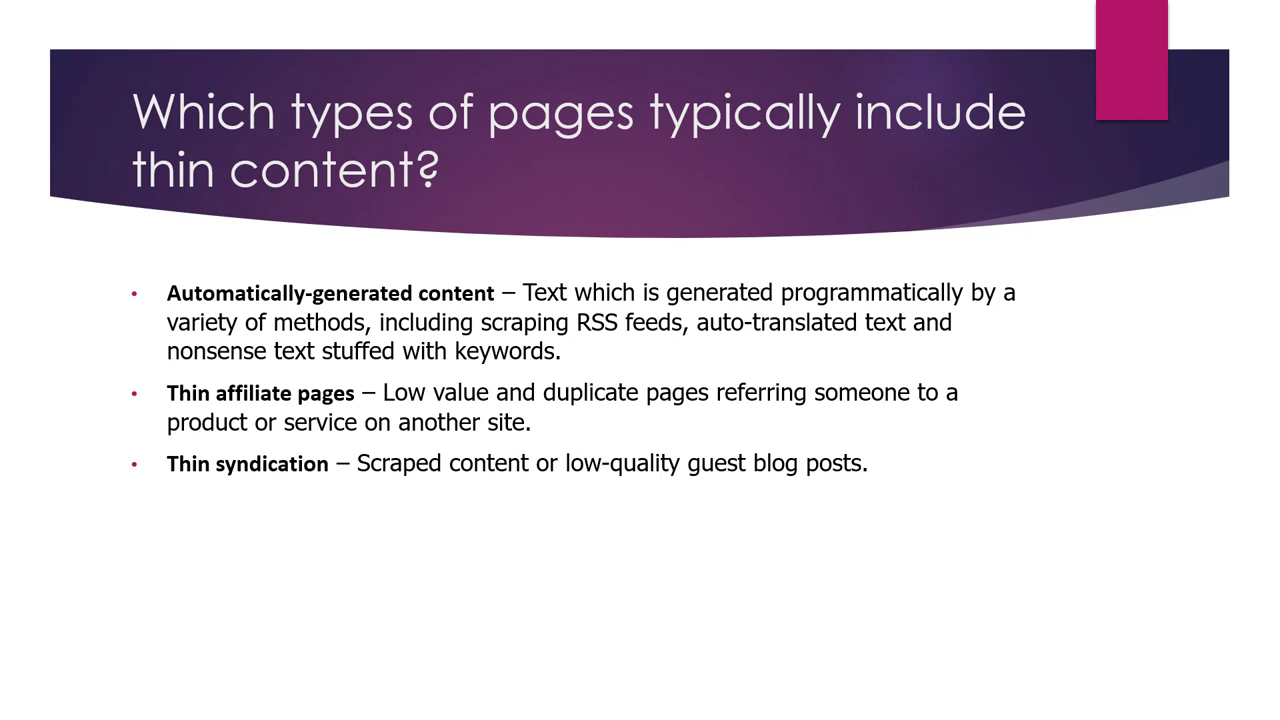 Which types of pages typically include
thin content?
• Automatically-generated content – Text which is generated programmatically by a
variety of methods, including scraping RSS feeds, auto-translated text and
nonsense text stuffed with keywords.
• Thin affiliate pages – Low value and duplicate pages referring someone to a
product or service on another site.
• Thin syndication – Scraped content or low-quality guest blog posts.